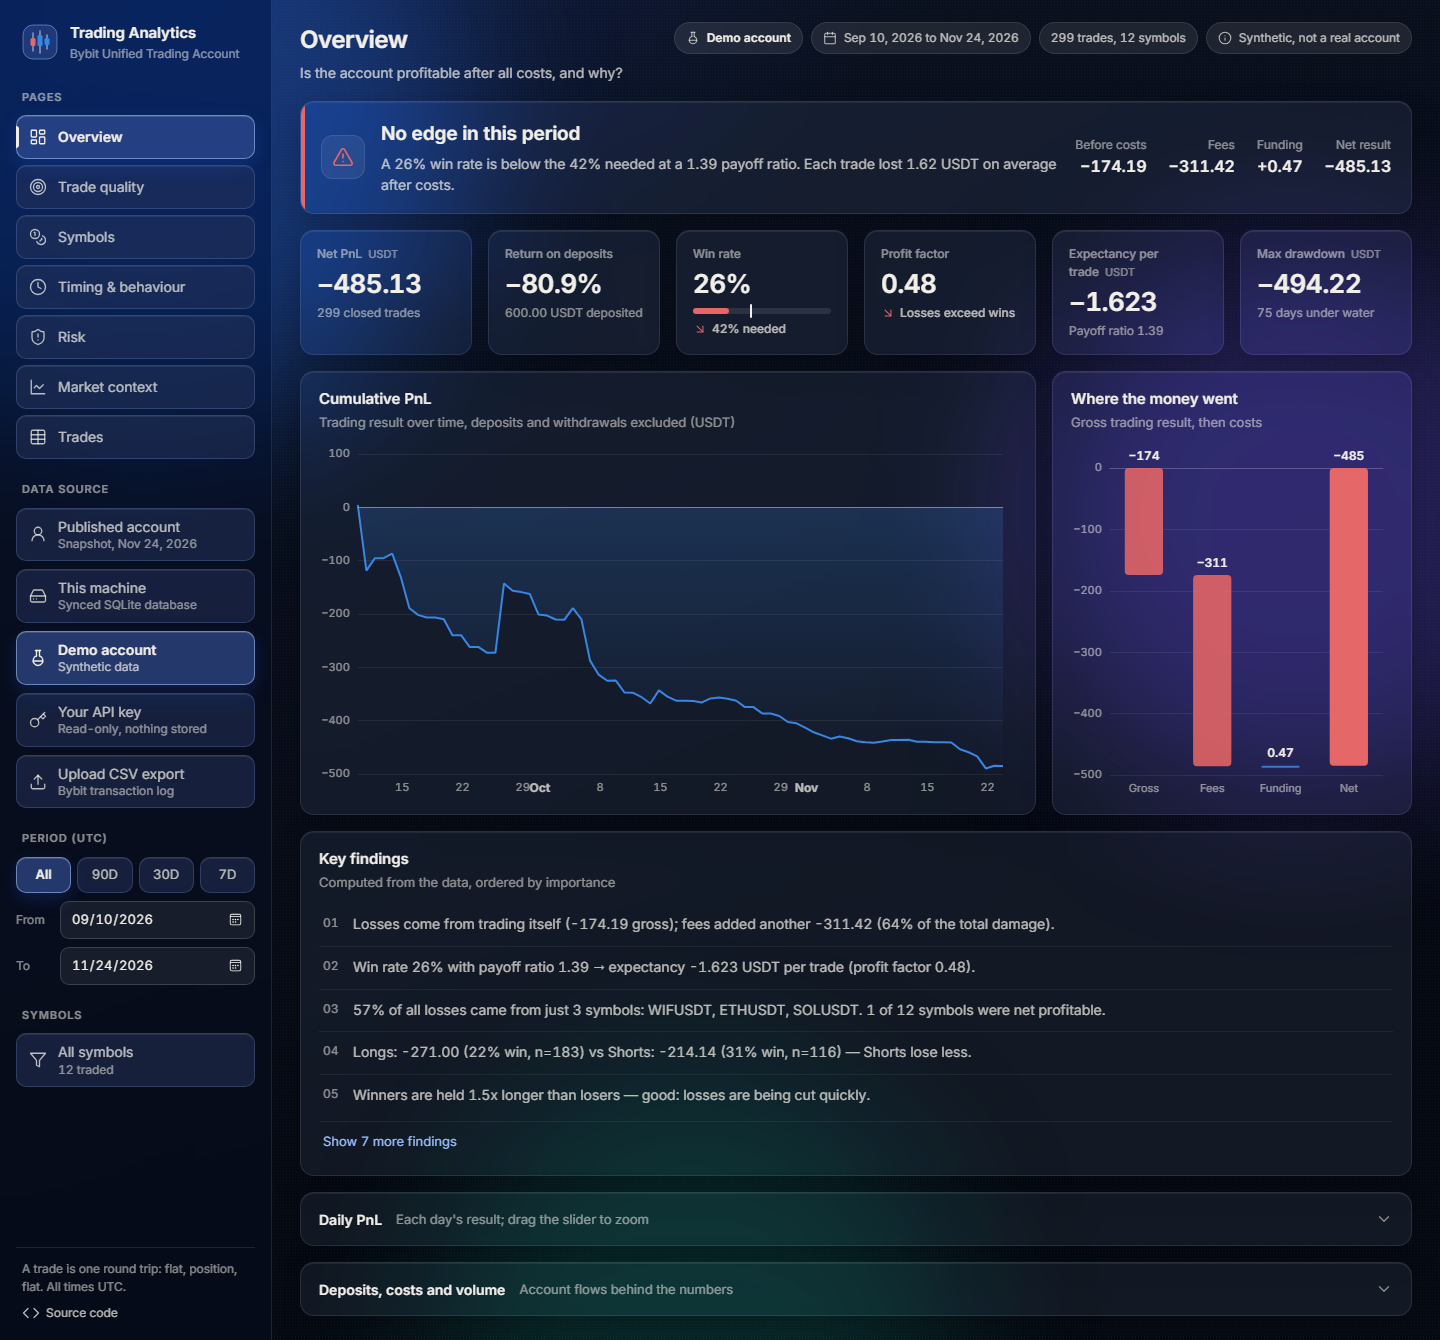 Trading Analytics
Bybit Unified Trading Account
PAGES
Overview
Trade quality
Symbols
Timing & behaviour
Risk
Market context
Trades
DATA SOURCE
Published account
Snapshot, Nov 24, 2026
This machine
Synced SQLite database
Demo account
Synthetic data
Your API key
Read-only, nothing stored
Upload CSV export
Bybit transaction log
PERIOD (UTC)
All 90D 30D 7D
From 09/10/2026
To 11/24/2026
SYMBOLS
All symbols
12 traded
A trade is one round trip: flat, position,
flat. All times UTC.
Source code
Overview
Demo account
Sep 10, 2026 to Nov 24, 2026
299 trades, 12 symbols
Synthetic, not a real account
Is the account profitable after all costs, and why?
No edge in this period
A 26% win rate is below the 42% needed at a 1.39 payoff ratio. Each trade lost 1.62 USDT on average
after costs.
Before costs
−174.19
Fees
−311.42
Funding
+0.47
Net result
−485.13
Net PnL USDT
−485.13
299 closed trades
Return on deposits
−80.9%
600.00 USDT deposited
Win rate
26%
42% needed
Profit factor
0.48
Losses exceed wins
Expectancy per
trade USDT
−1.623
Payoff ratio 1.39
Max drawdown USDT
−494.22
75 days under water
Cumulative PnL
Trading result over time, deposits and withdrawals excluded (USDT)
100
0
−100
−200
−300
−400
−500
15 22 29 Oct 8 15 22 29 Nov 8 15 22
Where the money went
Gross trading result, then costs
0
−100
−200
−300
−400
−500
−174
−311
0.47
−485
Gross Fees Funding Net
Key findings
Computed from the data, ordered by importance
01 Losses come from trading itself (-174.19 gross); fees added another -311.42 (64% of the total damage).
02 Win rate 26% with payoff ratio 1.39 → expectancy -1.623 USDT per trade (profit factor 0.48).
03 57% of all losses came from just 3 symbols: WIFUSDT, ETHUSDT, SOLUSDT. 1 of 12 symbols were net profitable.
04 Longs: -271.00 (22% win, n=183) vs Shorts: -214.14 (31% win, n=116) — Shorts lose less.
05 Winners are held 1.5x longer than losers — good: losses are being cut quickly.
Show 7 more findings
Daily PnL Each day's result; drag the slider to zoom
Deposits, costs and volume Account flows behind the numbers